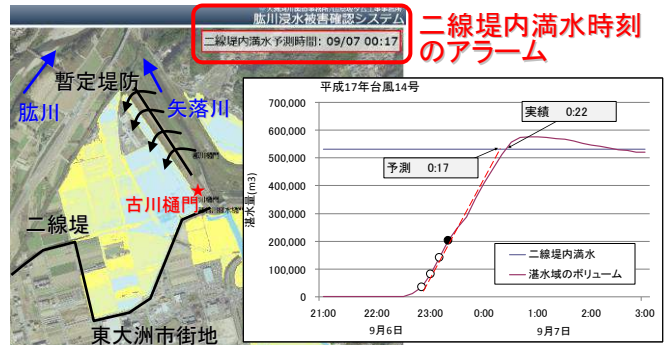 肱川浸水被害確認システム
二線堤内満水予測時間: 09/07 00:17
二線堤内満水時刻
のアラーム
暫定堤防
肱川
矢落川
古川樋門
二線堤
東大洲市街地
平成17年台風14号
700,000
600,000
500,000
400,000
300,000
200,000
100,000
0
湛水量(m3)
実績 0:22
予測 0:17
二線堤内満水
湛水域のボリューム
21:00 22:00 23:00 0:00 1:00 2:00 3:00
9月6日 9月7日